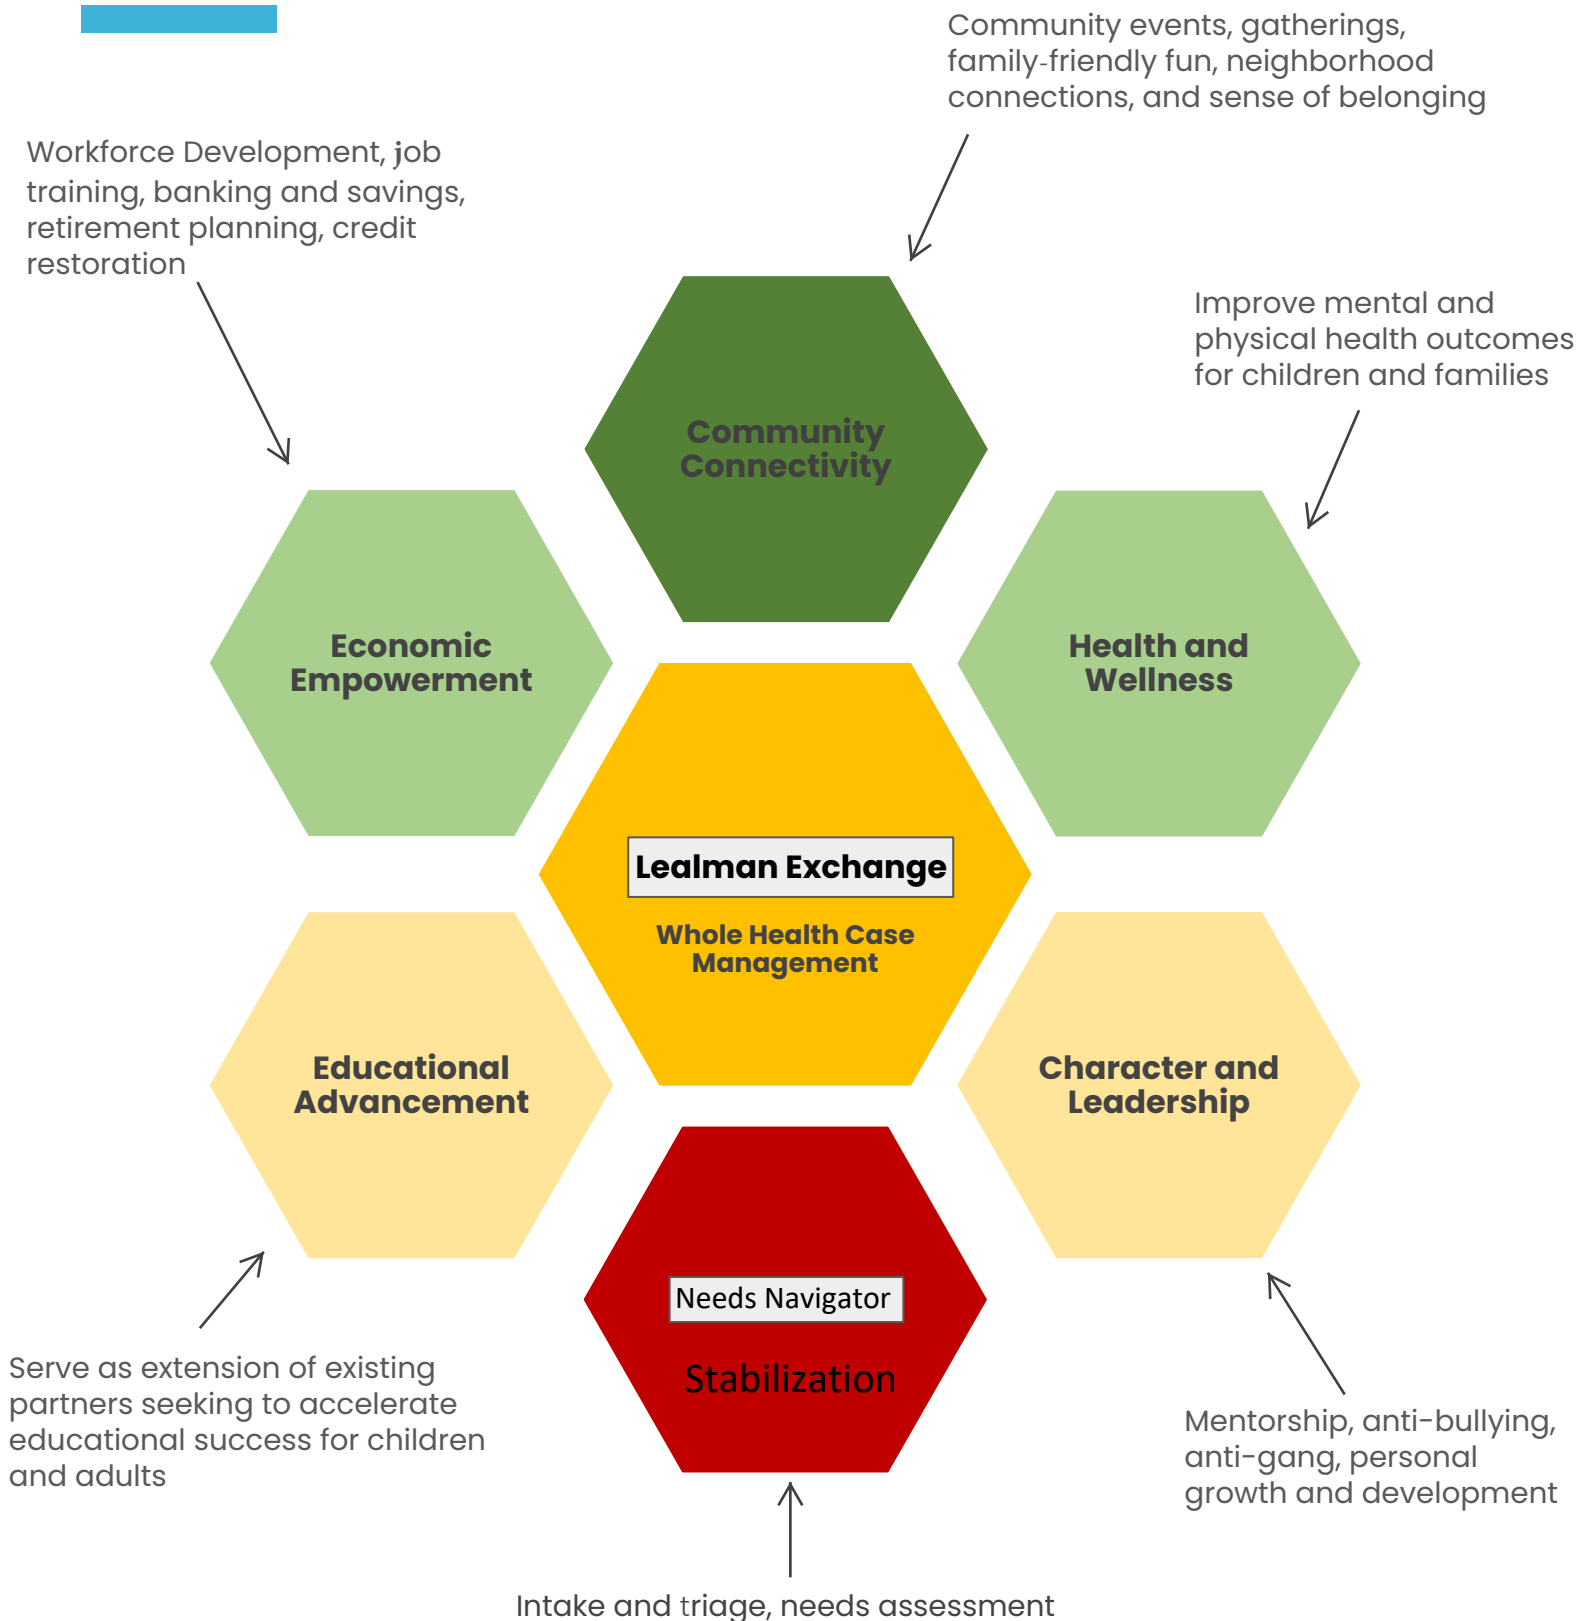 Community events, gatherings,
family-friendly fun, neighborhood
connections, and sense of belonging
Workforce Development, job
training, banking and savings,
retirement planning, credit
restoration
Improve mental and
physical health outcomes
for children and families
Community
Connectivity
Economic
Empowerment
Health and
Wellness
Lealman Exchange
Whole Health Case
Management
Educational
Advancement
Character and
Leadership
Needs Navigator
Stabilization
Serve as extension of existing
partners seeking to accelerate
educational success for children
and adults
Mentorship, anti-bullying,
anti-gang, personal
growth and development
Intake and triage, needs assessment